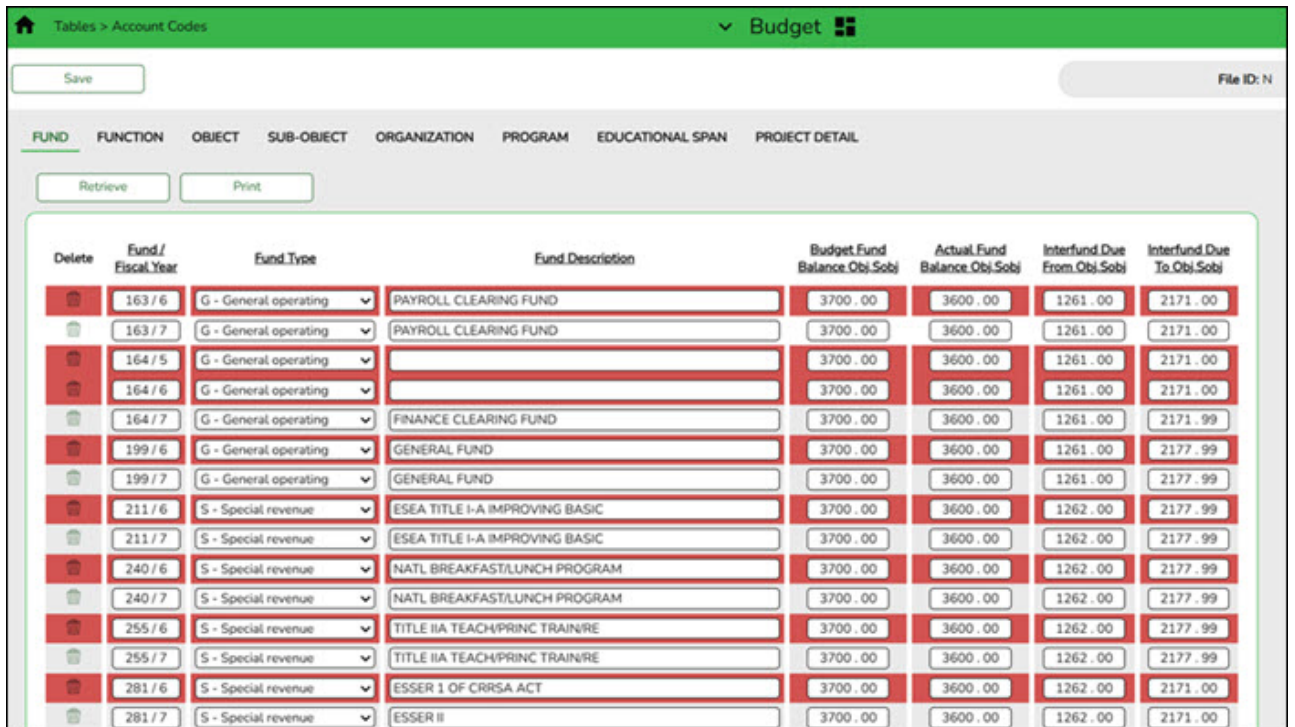 Tables > Account Codes
Budget
Save
File ID: N
FUND FUNCTION OBJECT SUB-OBJECT ORGANIZATION PROGRAM EDUCATIONAL SPAN PROJECT DETAIL
Retrieve Print
Delete Fund / Fiscal Year Fund Type Fund Description Budget Fund Balance Obj.Sobj Actual Fund Balance Obj.Sobj Interfund Due From Obj.Sobj Interfund Due To Obj.Sobj
163 / 6 G - General operating PAYROLL CLEARING FUND 3700 . 00 3600 . 00 1261 . 00 2171 . 00
163 / 7 G - General operating PAYROLL CLEARING FUND 3700 . 00 3600 . 00 1261 . 00 2171 . 00
164 / 5 G - General operating 3700 . 00 3600 . 00 1261 . 00 2171 . 00
164 / 6 G - General operating 3700 . 00 3600 . 00 1261 . 00 2171 . 00
164 / 7 G - General operating FINANCE CLEARING FUND 3700 . 00 3600 . 00 1261 . 00 2171 . 99
199 / 6 G - General operating GENERAL FUND 3700 . 00 3600 . 00 1261 . 00 2177 . 99
199 / 7 G - General operating GENERAL FUND 3700 . 00 3600 . 00 1261 . 00 2177 . 99
211 / 6 S - Special revenue ESEA TITLE I-A IMPROVING BASIC 3700 . 00 3600 . 00 1262 . 00 2177 . 99
211 / 7 S - Special revenue ESEA TITLE I-A IMPROVING BASIC 3700 . 00 3600 . 00 1262 . 00 2177 . 99
240 / 6 S - Special revenue NATL BREAKFAST/LUNCH PROGRAM 3700 . 00 3600 . 00 1262 . 00 2177 . 99
240 / 7 S - Special revenue NATL BREAKFAST/LUNCH PROGRAM 3700 . 00 3600 . 00 1262 . 00 2177 . 99
255 / 6 S - Special revenue TITLE IIA TEACH/PRINC TRAIN/RE 3700 . 00 3600 . 00 1262 . 00 2177 . 99
255 / 7 S - Special revenue TITLE IIA TEACH/PRINC TRAIN/RE 3700 . 00 3600 . 00 1262 . 00 2177 . 99
281 / 6 S - Special revenue ESSER 1 OF CRRSA ACT 3700 . 00 3600 . 00 1262 . 00 2171 . 00
281 / 7 S - Special revenue ESSER II 3700 . 00 3600 . 00 1262 . 00 2171 . 00